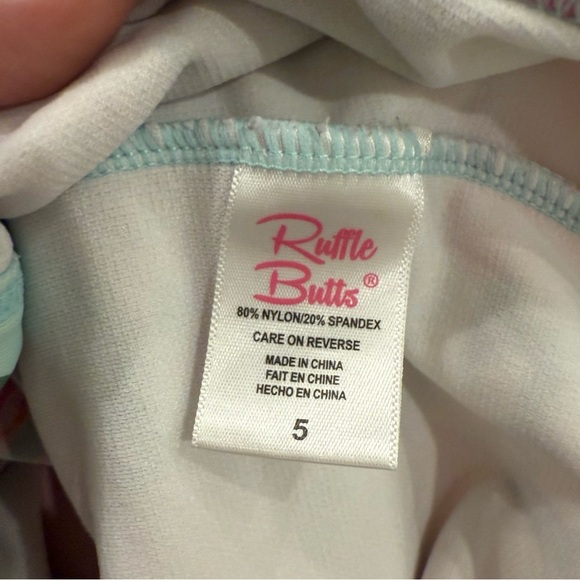 Ruffle
Butts®
80% NYLON/20% SPANDEX
CARE ON REVERSE
MADE IN CHINA
FAIT EN CHINE
HECHO EN CHINA
5